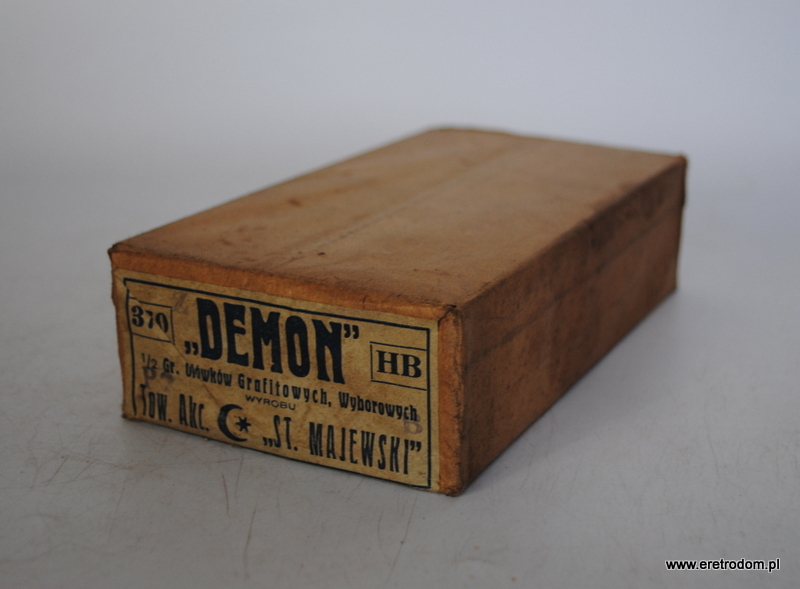 370
„DEMON”
HB
½ Gr. Ołówków Grafitowych, Wyborowych
WYROBU
B
Tow. Akc. „ST. MAJEWSKI”
www.eretrodom.pl